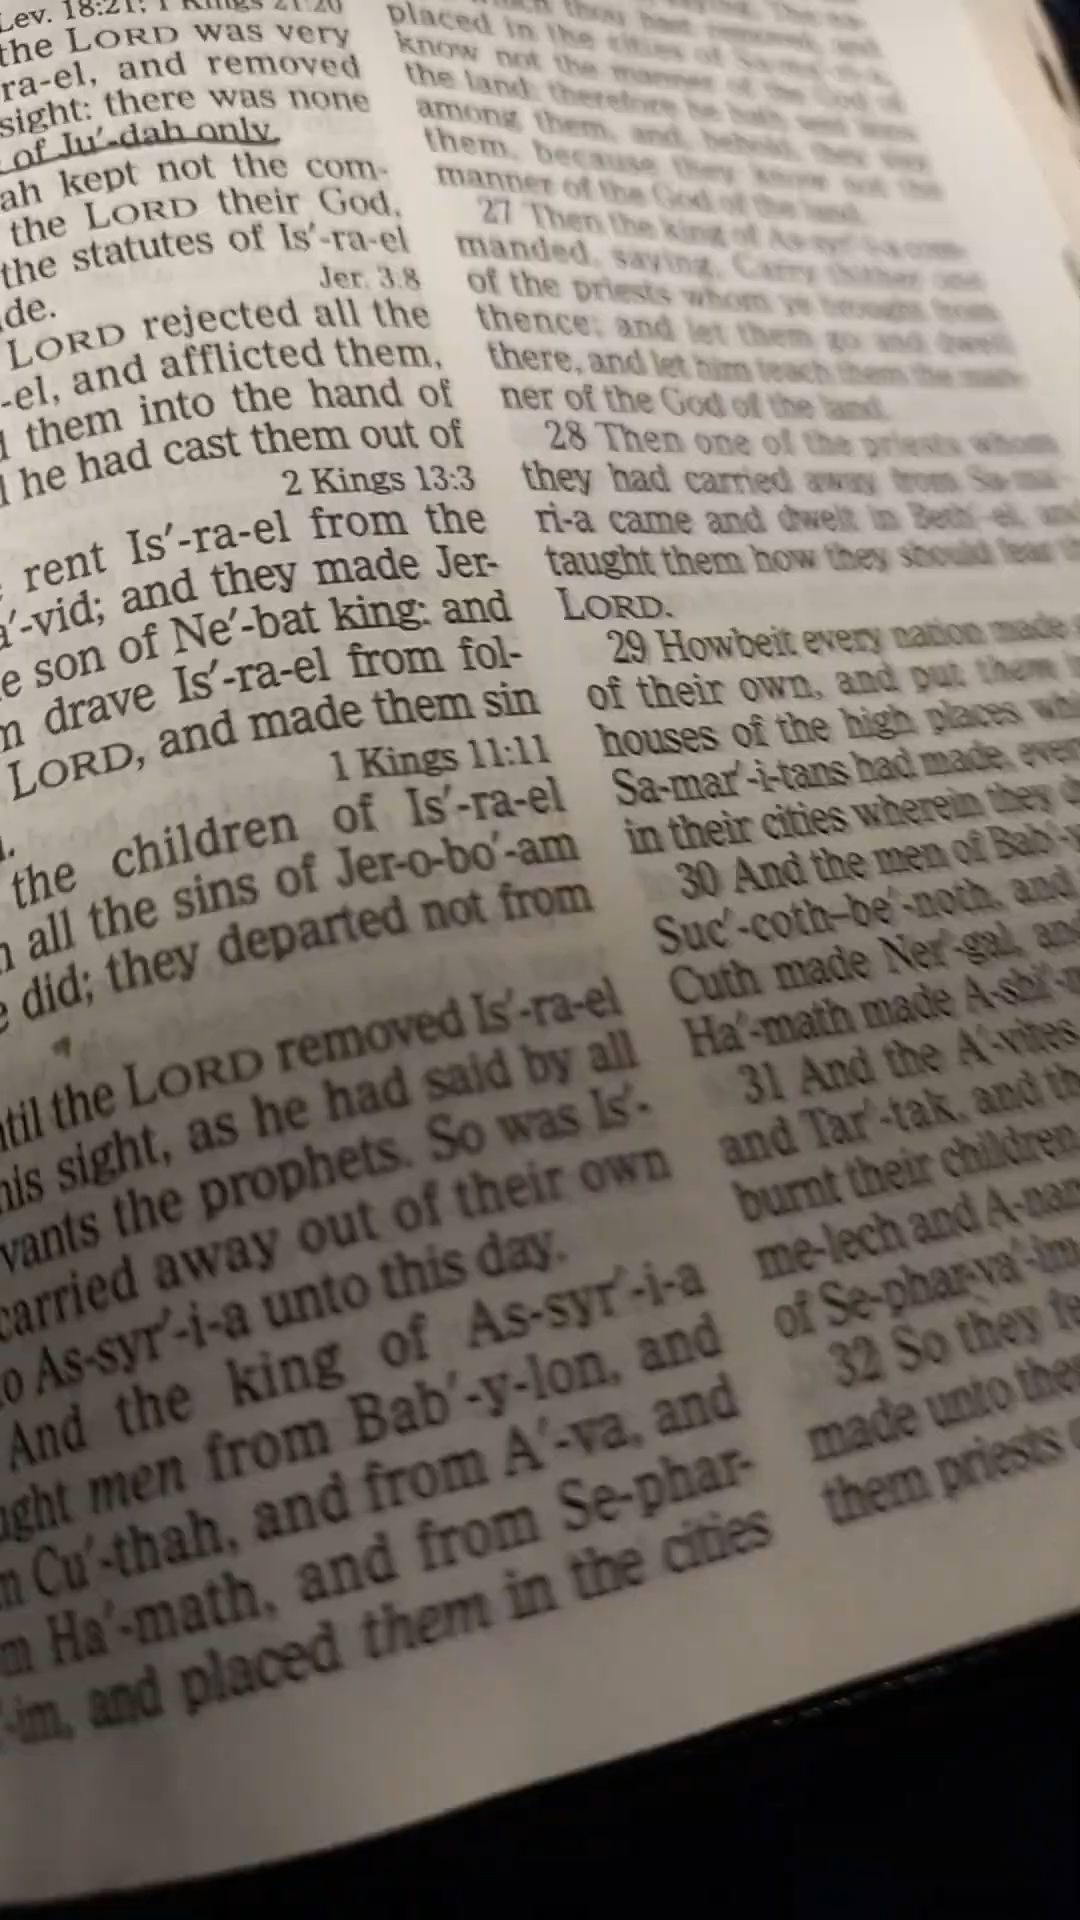 Lev. 18:21; 1 Kings 21:20
the LORD was very
ra-el, and removed
sight: there was none
of Ju′-dah only.
ah kept not the com-
the LORD their God,
the statutes of Is′-ra-el
Jer. 3:8
de.
LORD rejected all the
-el, and afflicted them,
them into the hand of
he had cast them out of
2 Kings 13:3
rent Is′-ra-el from the
a′-vid; and they made Jer-
e son of Ne′-bat king: and
m drave Is′-ra-el from fol-
LORD, and made them sin
1 Kings 11:11
the children of Is′-ra-el
all the sins of Jer-o-bo′-am
e did; they departed not from
til the LORD removed Is′-ra-el
his sight, as he had said by all
vants the prophets. So was Is′-
carried away out of their own
o As-syr′-i-a unto this day.
And the king of As-syr′-i-a
ught men from Bab′-y-lon, and
m Cu′-thah, and from A′-va, and
m Ha′-math, and from Se-phar-
-im, and placed them in the cities
placed in the cities of Sa-ma′-ri-a,
know not the manner of the God of
the land: therefore he hath sent lions
among them, and, behold, they slay
them, because they know not the
manner of the God of the land.
27 Then the king of As-syr′-i-a com-
manded, saying, Carry thither one
of the priests whom ye brought from
thence; and let them go and dwell
there, and let him teach them the man-
ner of the God of the land.
28 Then one of the priests whom
they had carried away from Sa-ma′-
ri-a came and dwelt in Beth′-el, and
taught them how they should fear
LORD.
29 Howbeit every nation made
of their own, and put them
houses of the high places
Sa-mar′-i-tans had made, every
in their cities wherein they
30 And the men of Bab′-y
Suc′-coth–be′-noth, and
Cuth made Ner′-gal, and
Ha′-math made A-shi′-m
31 And the A′-vites
and Tar′-tak, and
burnt their children
me-lech and A-nam
of Se-phar-va′-im.
32 So they fe
made unto them
them priests